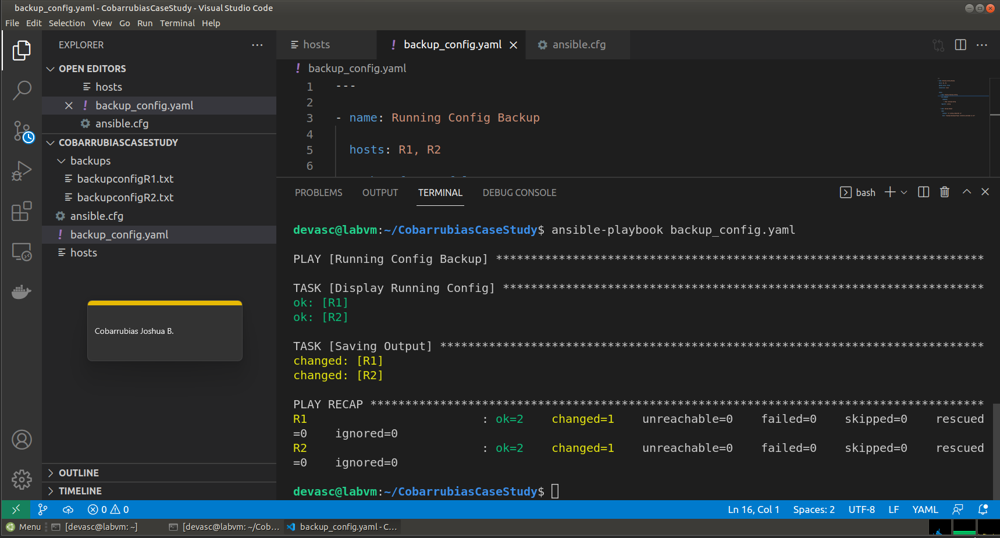 backup_config.yaml - CobarrubiasCaseStudy - Visual Studio Code
File Edit Selection View Go Run Terminal Help
EXPLORER
OPEN EDITORS
hosts
backup_config.yaml
ansible.cfg
COBARRUBIASCASESTUDY
backups
backupconfigR1.txt
backupconfigR2.txt
ansible.cfg
! backup_config.yaml
hosts
Cobarrubias Joshua B.
OUTLINE
TIMELINE
hosts ! backup_config.yaml ansible.cfg
! backup_config.yaml
1 ---
2
3 - name: Running Config Backup
4
5 hosts: R1, R2
6
PROBLEMS OUTPUT TERMINAL DEBUG CONSOLE bash
devasc@labvm:~/CobarrubiasCaseStudy$ ansible-playbook backup_config.yaml
PLAY [Running Config Backup] **********************************************************************
TASK [Display Running Config] *********************************************************************
ok: [R1]
ok: [R2]
TASK [Saving Output] ******************************************************************************
changed: [R1]
changed: [R2]
PLAY RECAP ****************************************************************************************
R1 : ok=2 changed=1 unreachable=0 failed=0 skipped=0 rescued
=0 ignored=0
R2 : ok=2 changed=1 unreachable=0 failed=0 skipped=0 rescued
=0 ignored=0
devasc@labvm:~/CobarrubiasCaseStudy$
0 0 Ln 16, Col 1 Spaces: 2 UTF-8 LF YAML
Menu [devasc@labvm: ~] [devasc@labvm: ~/Cob... backup_config.yaml - C...